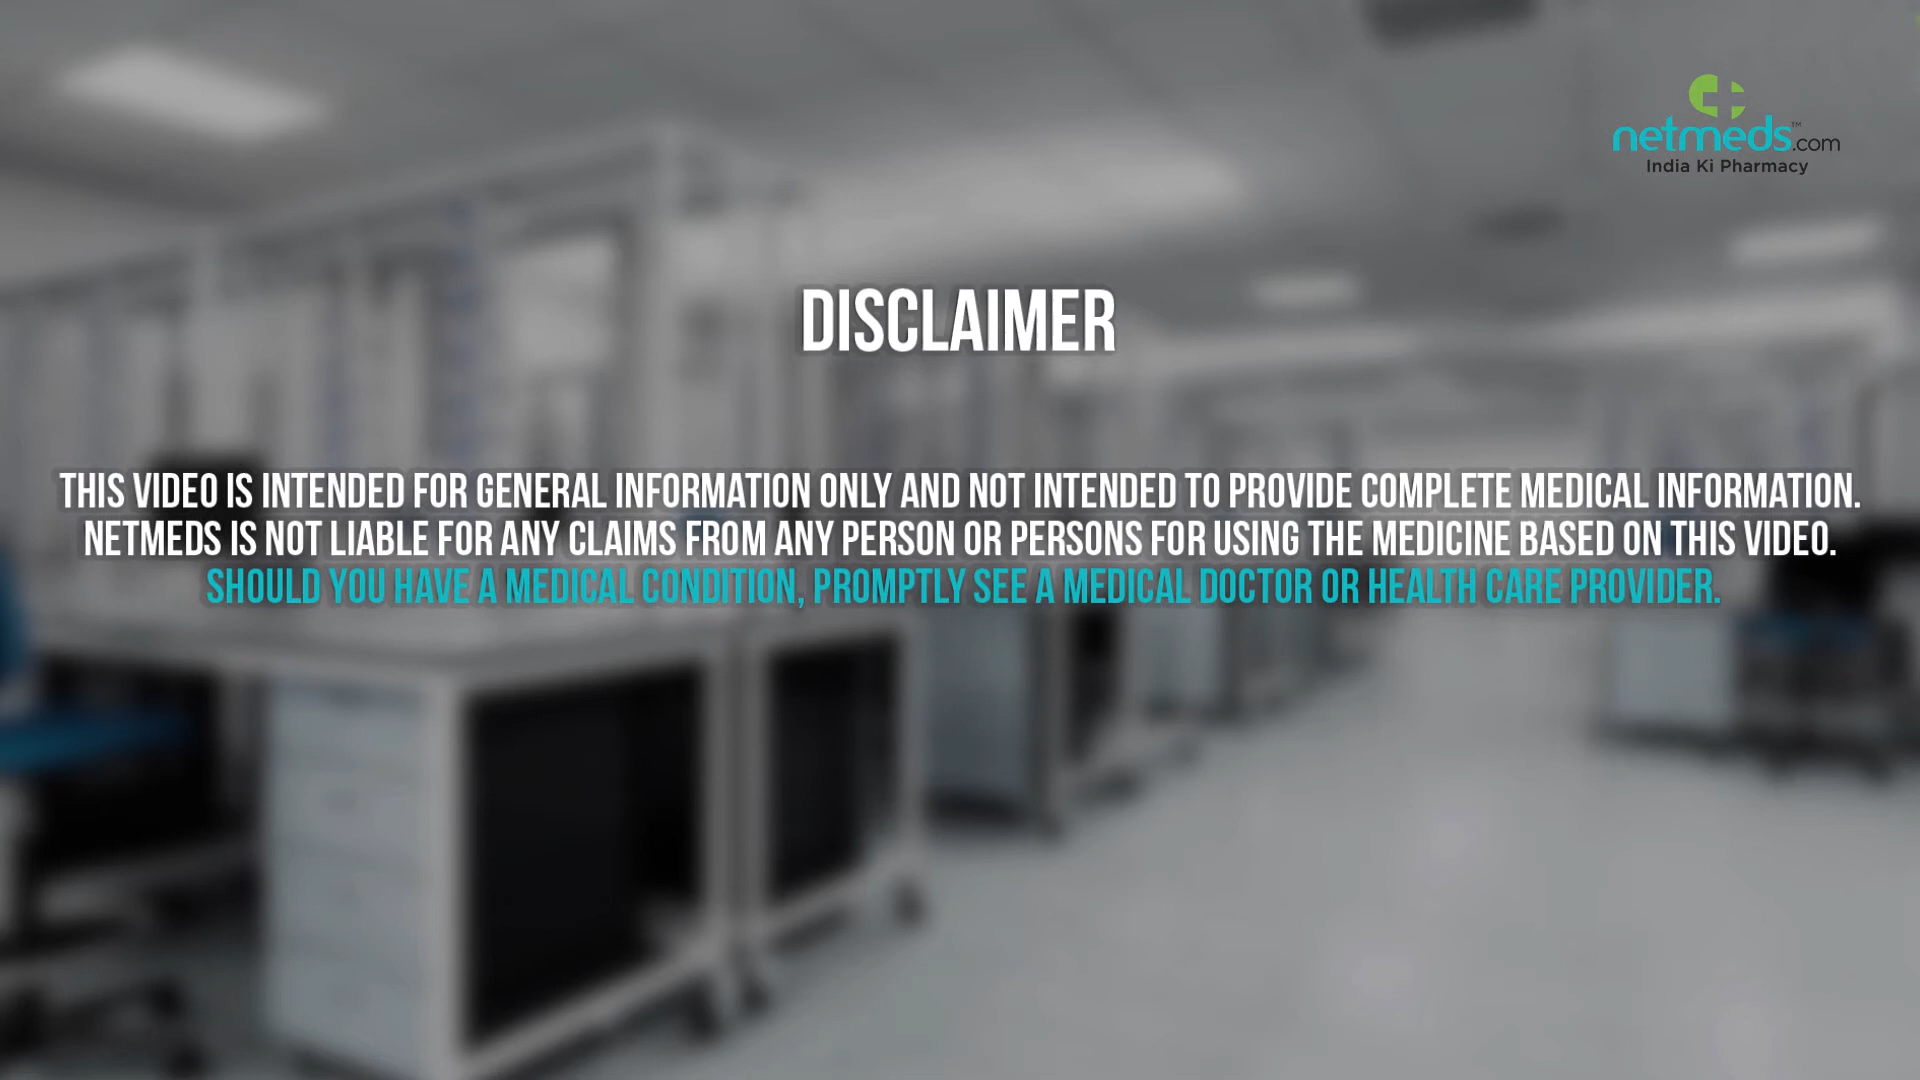 netmeds™.com
India Ki Pharmacy
DISCLAIMER
THIS VIDEO IS INTENDED FOR GENERAL INFORMATION ONLY AND NOT INTENDED TO PROVIDE COMPLETE MEDICAL INFORMATION.
NETMEDS IS NOT LIABLE FOR ANY CLAIMS FROM ANY PERSON OR PERSONS FOR USING THE MEDICINE BASED ON THIS VIDEO.
SHOULD YOU HAVE A MEDICAL CONDITION, PROMPTLY SEE A MEDICAL DOCTOR OR HEALTH CARE PROVIDER.